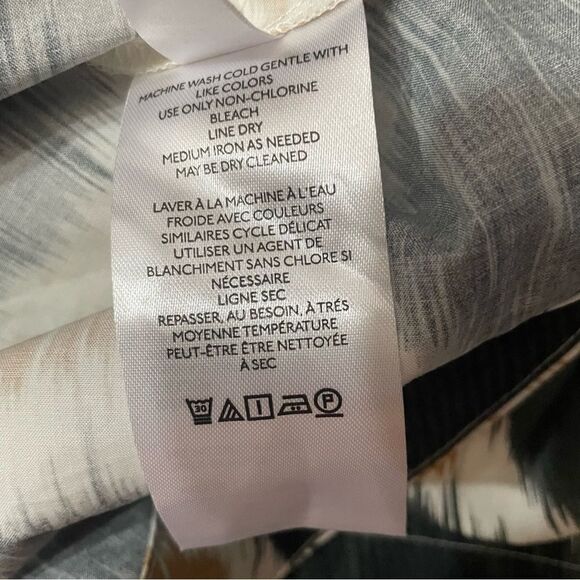 MACHINE WASH COLD GENTLE WITH
LIKE COLORS
USE ONLY NON-CHLORINE
BLEACH
LINE DRY
MEDIUM IRON AS NEEDED
MAY BE DRY CLEANED
LAVER À LA MACHINE À L'EAU
FROIDE AVEC COULEURS
SIMILAIRES CYCLE DÉLICAT
UTILISER UN AGENT DE
BLANCHIMENT SANS CHLORE SI
NÉCESSAIRE
LIGNE SEC
REPASSER, AU BESOIN, À TRÉS
MOYENNE TEMPÉRATURE
PEUT-ÊTRE ÊTRE NETTOYÉE
À SEC
30 P